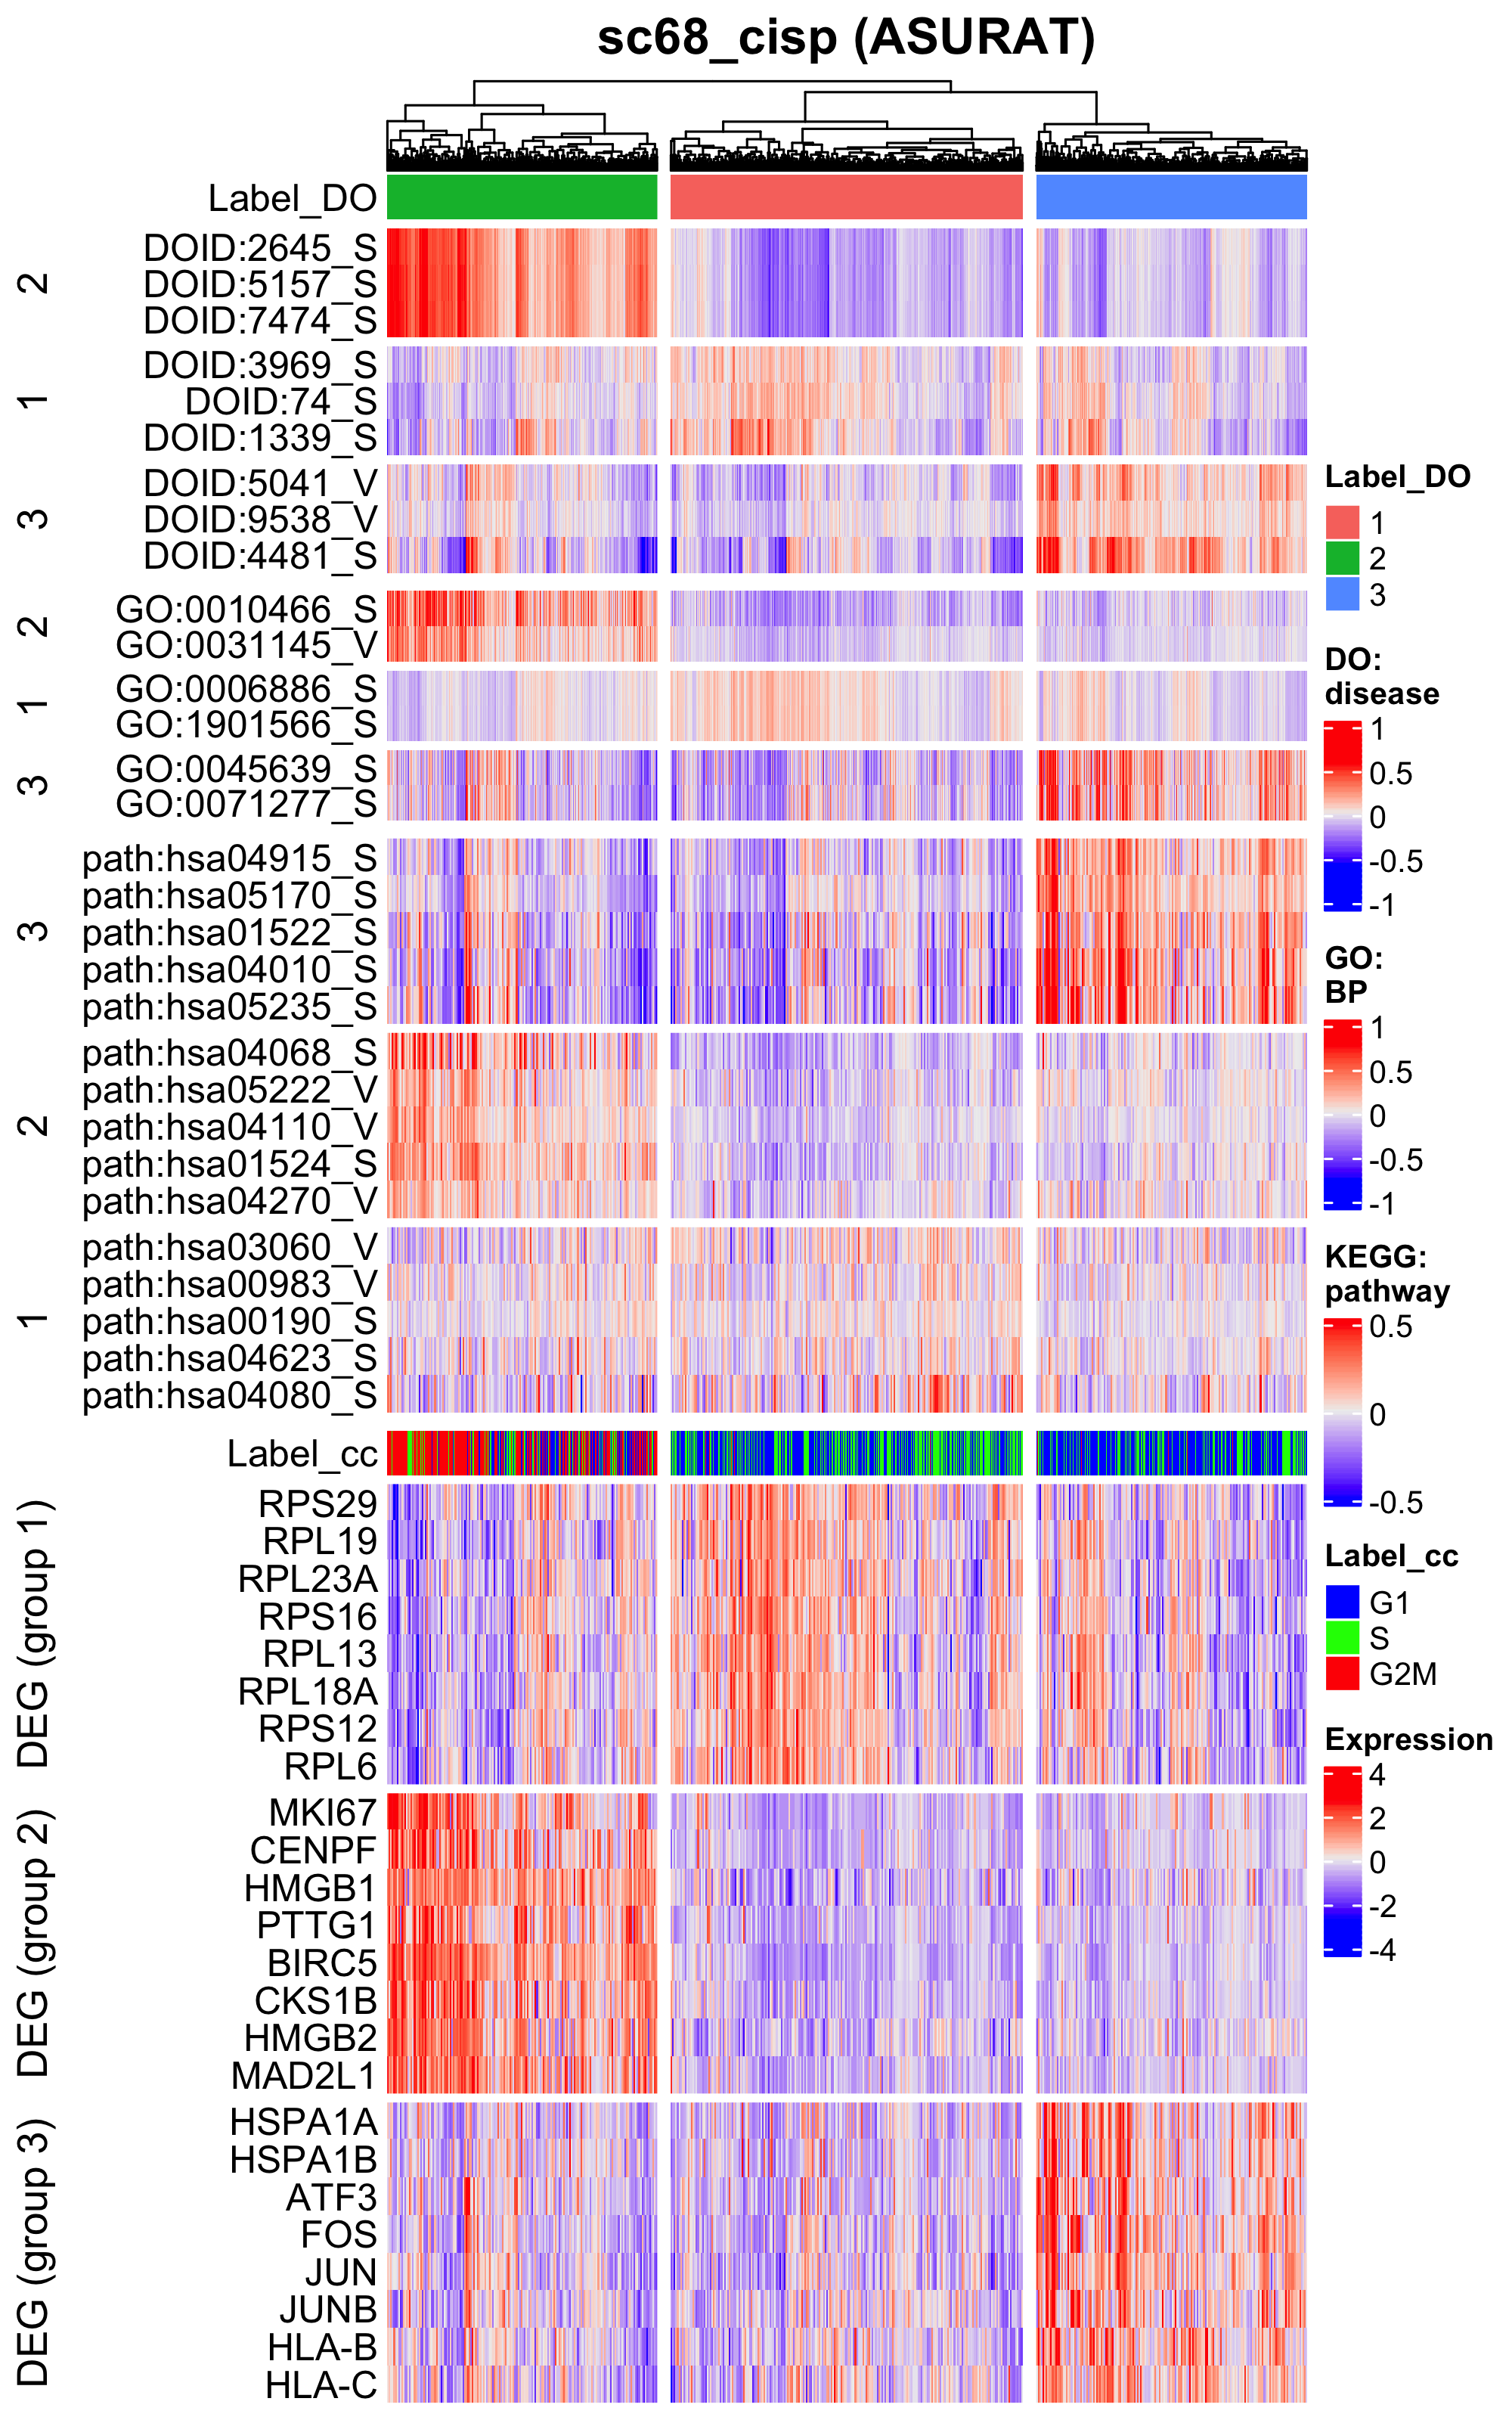 sc68_cisp (ASURAT)
Label_DO
2
DOID:2645_S
DOID:5157_S
DOID:7474_S
1
DOID:3969_S
DOID:74_S
DOID:1339_S
3
DOID:5041_V
DOID:9538_V
DOID:4481_S
2
GO:0010466_S
GO:0031145_V
1
GO:0006886_S
GO:1901566_S
3
GO:0045639_S
GO:0071277_S
3
path:hsa04915_S
path:hsa05170_S
path:hsa01522_S
path:hsa04010_S
path:hsa05235_S
2
path:hsa04068_S
path:hsa05222_V
path:hsa04110_V
path:hsa01524_S
path:hsa04270_V
1
path:hsa03060_V
path:hsa00983_V
path:hsa00190_S
path:hsa04623_S
path:hsa04080_S
Label_cc
DEG (group 1)
RPS29
RPL19
RPL23A
RPS16
RPL13
RPL18A
RPS12
RPL6
DEG (group 2)
MKI67
CENPF
HMGB1
PTTG1
BIRC5
CKS1B
HMGB2
MAD2L1
DEG (group 3)
HSPA1A
HSPA1B
ATF3
FOS
JUN
JUNB
HLA-B
HLA-C
Label_DO
1
2
3
DO:
disease
1
0.5
0
-0.5
-1
GO:
BP
1
0.5
0
-0.5
-1
KEGG:
pathway
0.5
0
-0.5
Label_cc
G1
S
G2M
Expression
4
2
0
-2
-4